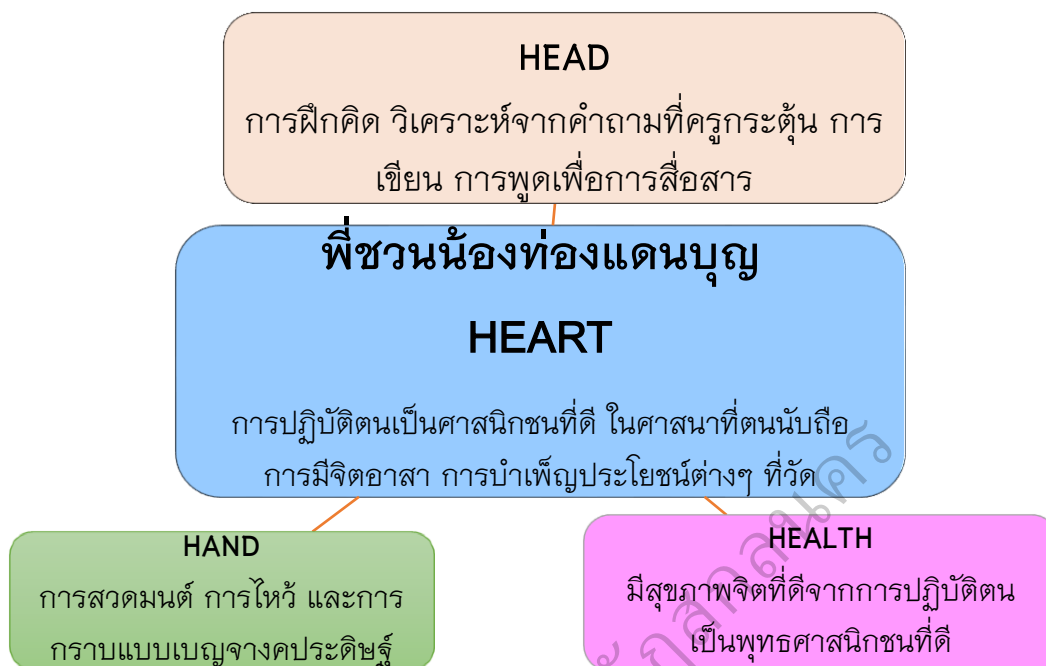 HEAD
การฝึกคิด วิเคราะห์จากคำถามที่ครูกระตุ้น การ
เขียน การพูดเพื่อการสื่อสาร
พี่ชวนน้องท่องแดนบุญ
HEART
การปฏิบัติตนเป็นศาสนิกชนที่ดี ในศาสนาที่ตนนับถือ
การมีจิตอาสา การบำเพ็ญประโยชน์ต่างๆ ที่วัด
HAND
การสวดมนต์ การไหว้ และการ
กราบแบบเบญจางคประดิษฐ์
HEALTH
มีสุขภาพจิตที่ดีจากการปฏิบัติตน
เป็นพุทธศาสนิกชนที่ดี